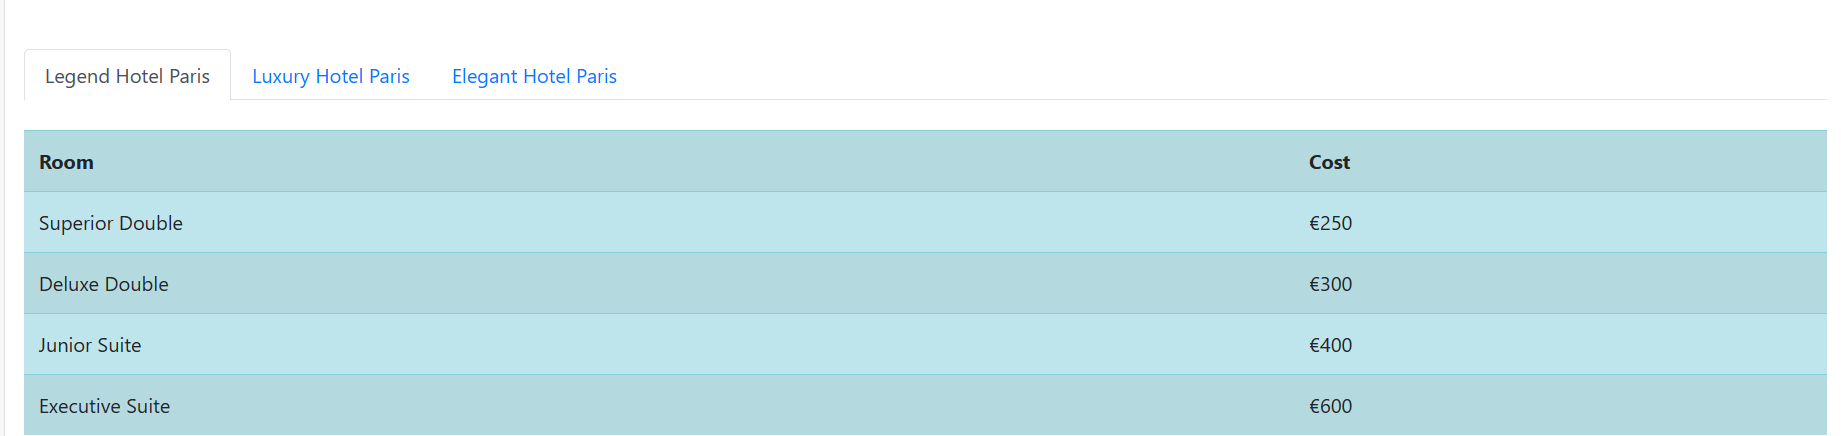 Legend Hotel Paris Luxury Hotel Paris Elegant Hotel Paris
Room Cost
Superior Double €250
Deluxe Double €300
Junior Suite €400
Executive Suite €600